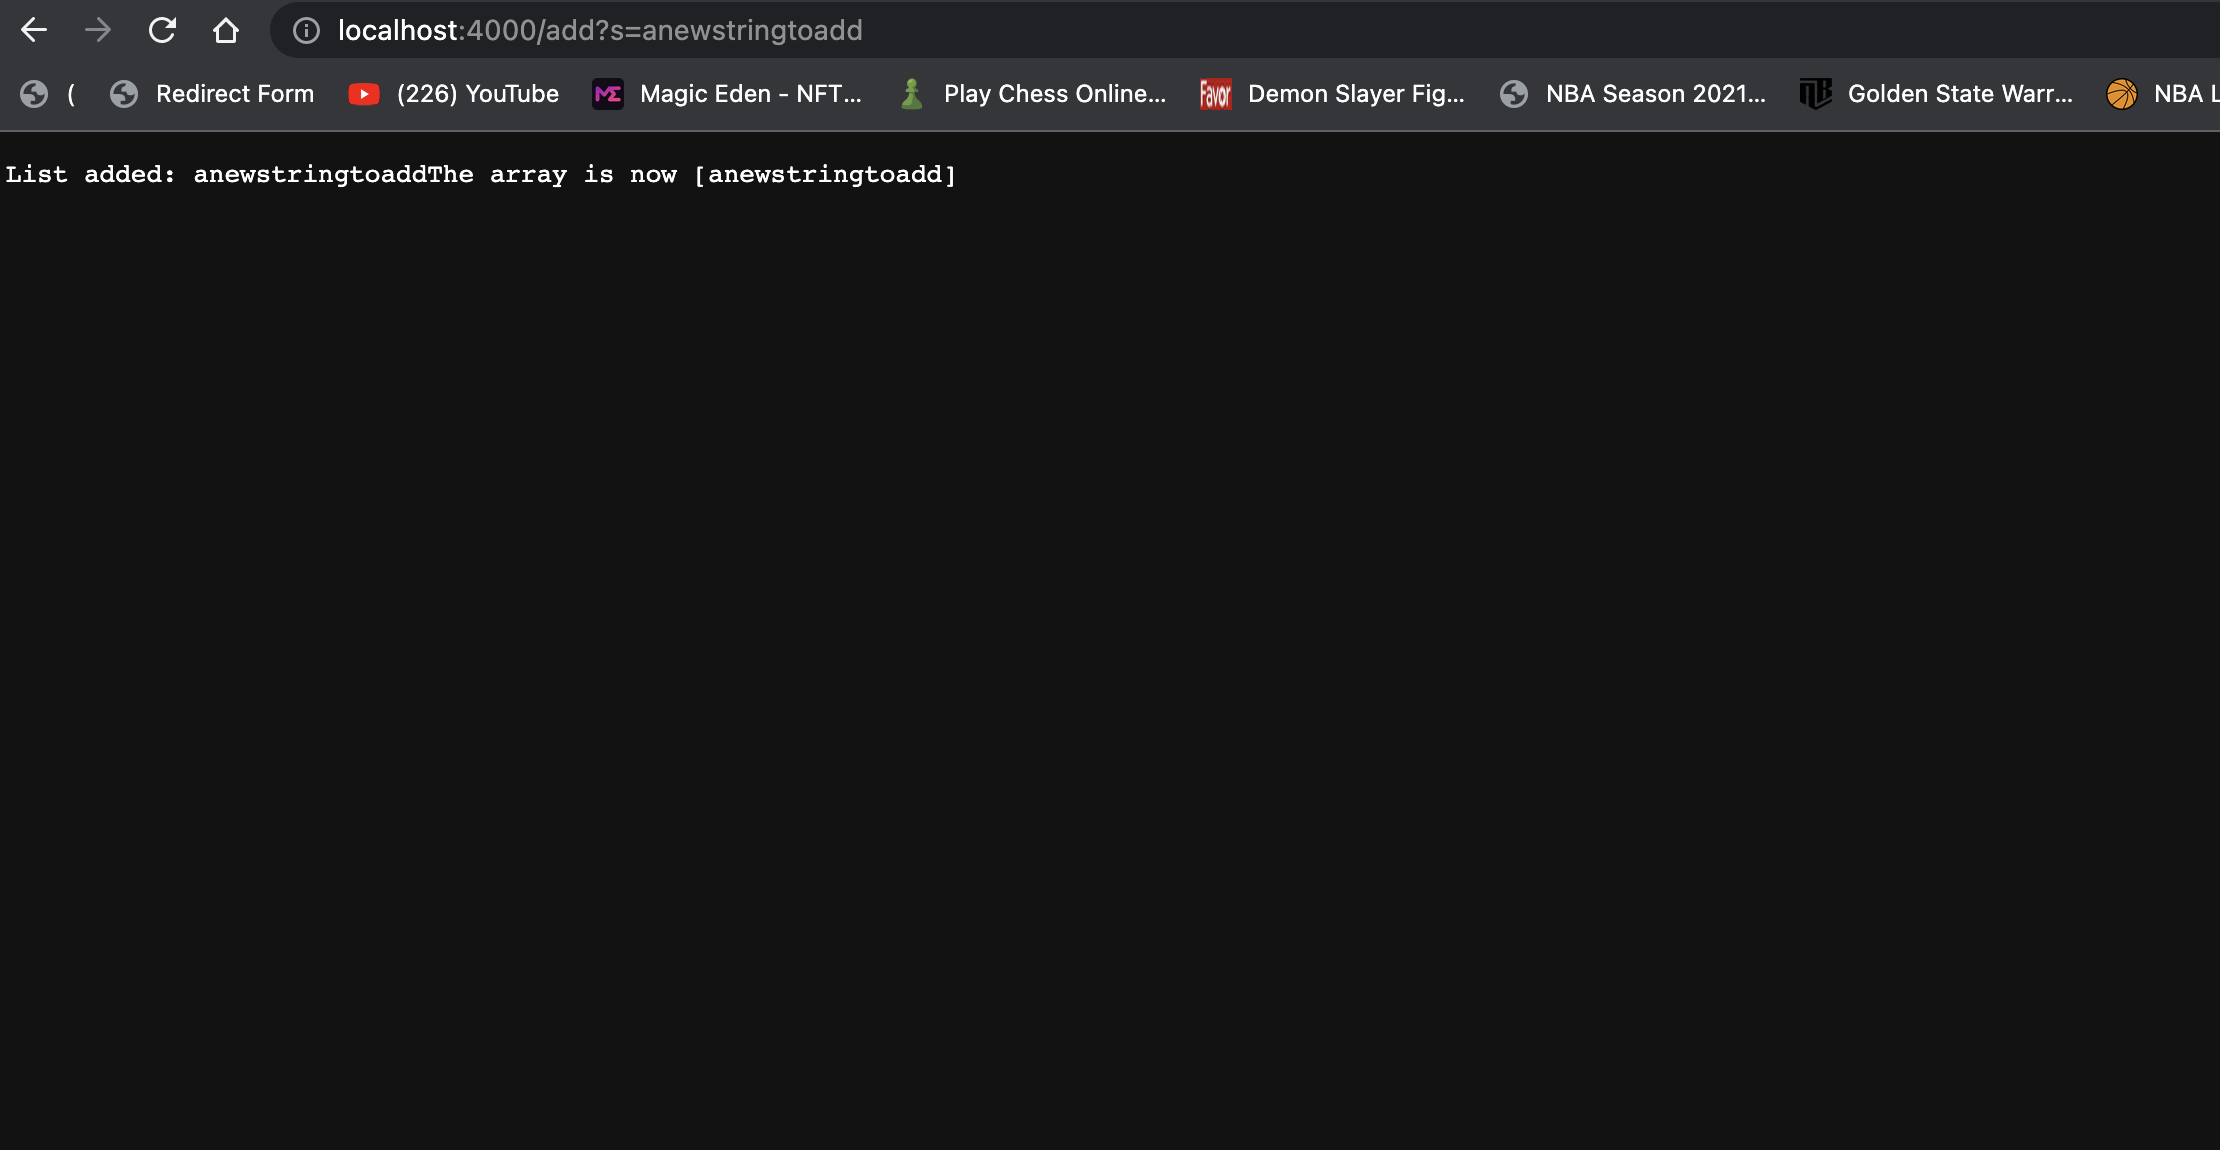 localhost:4000/add?s=anewstringtoadd
( Redirect Form (226) YouTube Magic Eden - NFT... Play Chess Online... Favor Demon Slayer Fig... NBA Season 2021... Golden State Warr... NBA L
List added: anewstringtoaddThe array is now [anewstringtoadd]